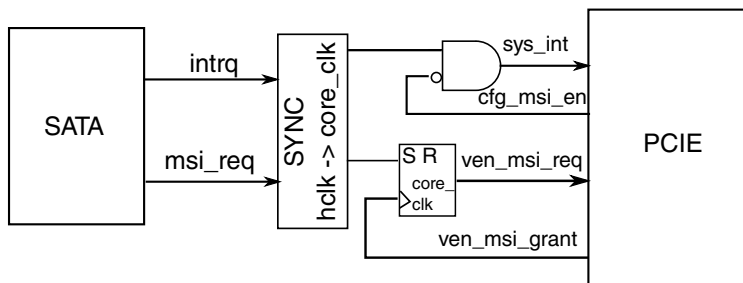 SATA
intrq
msi_req
SYNC
hclk -> core_clk
sys_int
cfg_msi_en
S R
core_
clk
ven_msi_req
ven_msi_grant
PCIE